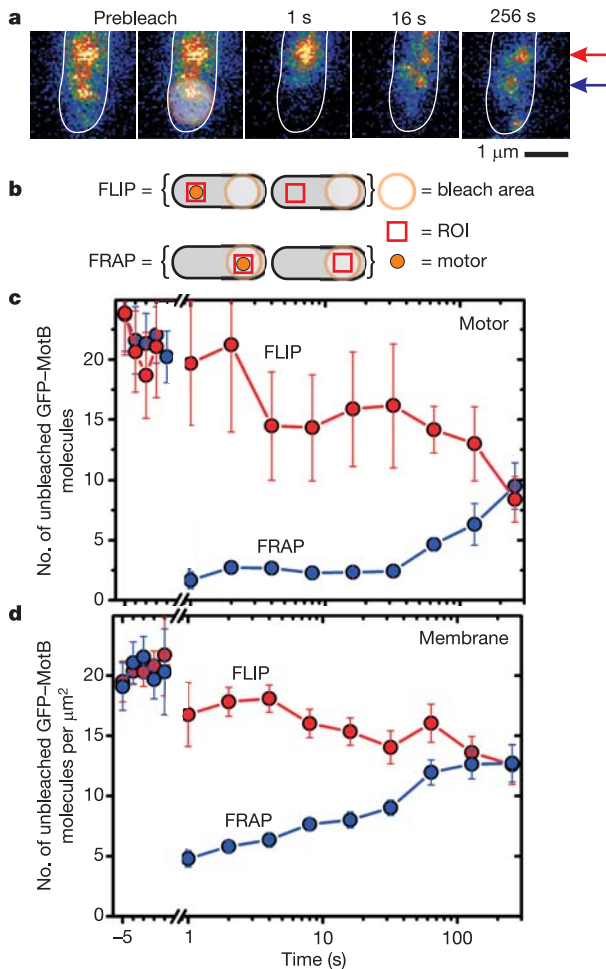 a
Prebleach 1 s 16 s 256 s
1 μm
b
FLIP = { } = bleach area
= ROI
FRAP = { } = motor
c
Motor
FLIP
FRAP
No. of unbleached GFP–MotB
molecules
20
15
10
5
0
d
Membrane
FLIP
FRAP
No. of unbleached GFP–MotB
molecules per μm²
20
15
10
5
0
–5 1 10 100
Time (s)